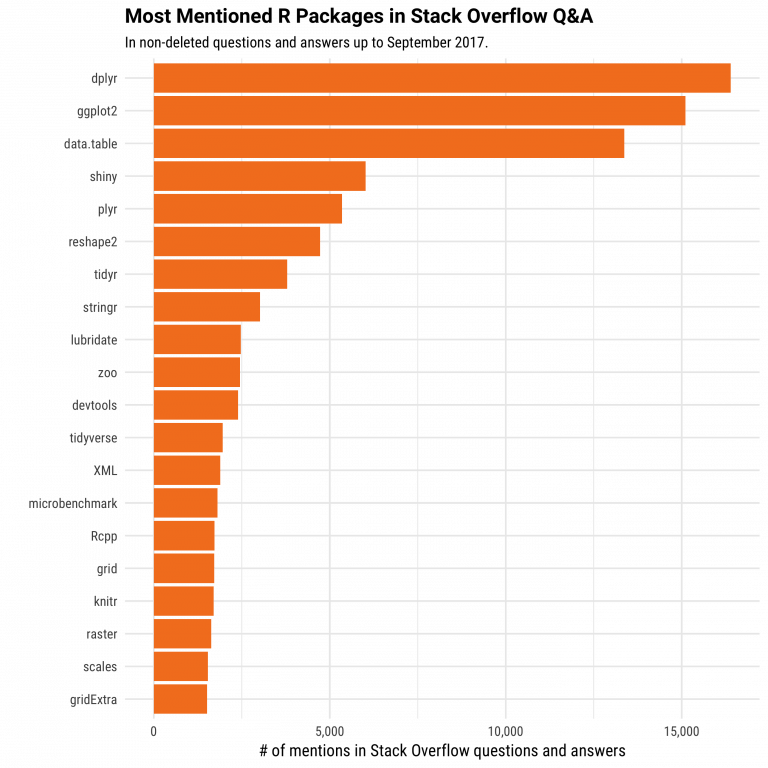 Most Mentioned R Packages in Stack Overflow Q&A
In non-deleted questions and answers up to September 2017.
dplyr
ggplot2
data.table
shiny
plyr
reshape2
tidyr
stringr
lubridate
zoo
devtools
tidyverse
XML
microbenchmark
Rcpp
grid
knitr
raster
scales
gridExtra
0 5,000 10,000 15,000
# of mentions in Stack Overflow questions and answers